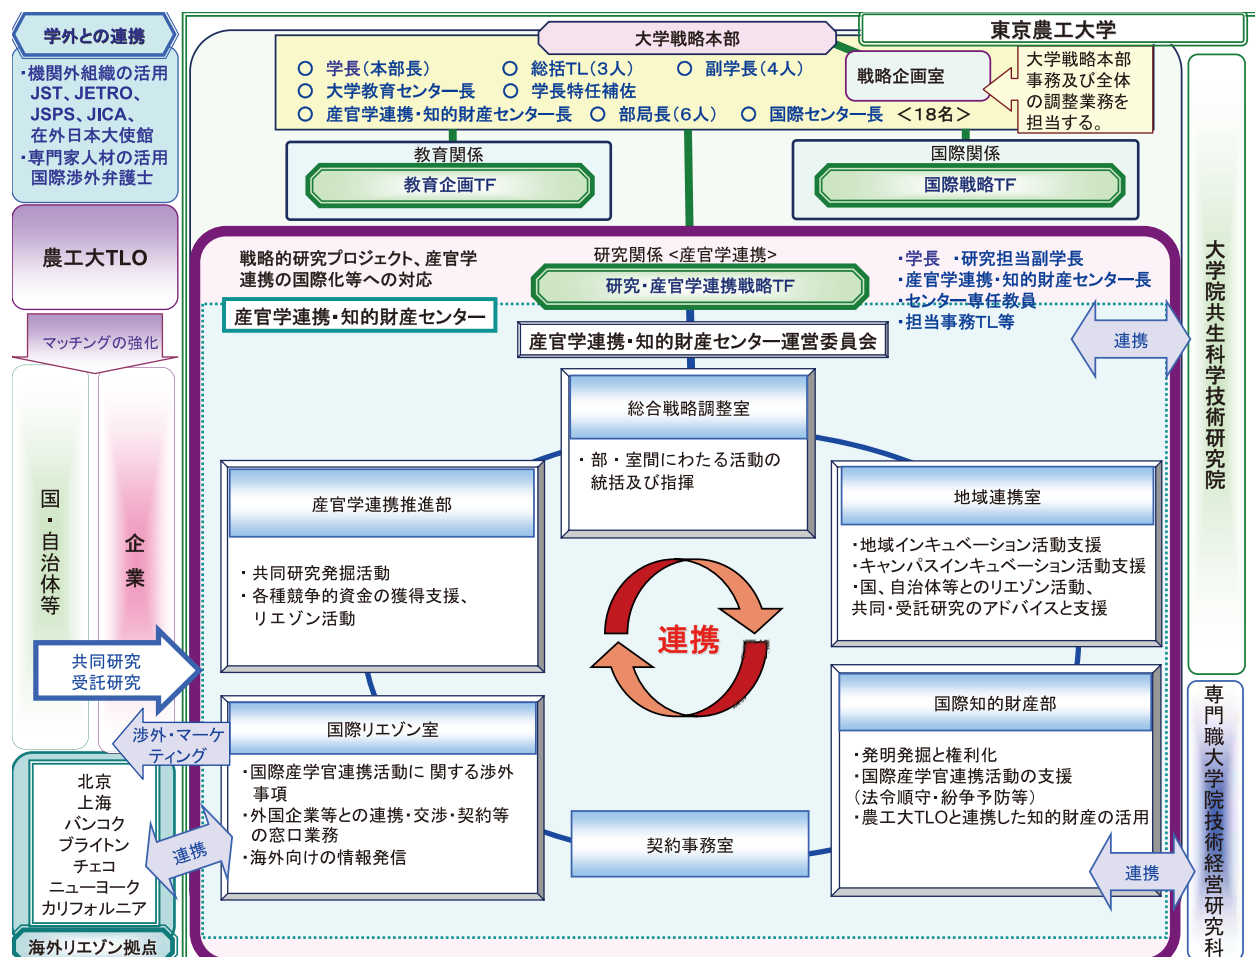 学外との連携
・機関外組織の活用
JST、JETRO、
JSPS、JICA、
在外日本大使館
・専門家人材の活用
国際渉外弁護士
農工大TLO
マッチングの強化
国・自治体等
企業
共同研究
受託研究
渉外・マーケ
ティング
北京
上海
バンコク
ブライトン
チェコ
ニューヨーク
カリフォルニア
海外リエゾン拠点
連携
東京農工大学
大学戦略本部
○ 学長(本部長) ○ 総括TL(3人) ○ 副学長(4人)
○ 大学教育センター長 ○ 学長特任補佐
○ 産官学連携・知的財産センター長 ○ 部局長(6人) ○ 国際センター長 <18名>
戦略企画室
大学戦略本部
事務及び全体
の調整業務を
担当する。
教育関係
教育企画TF
国際関係
国際戦略TF
戦略的研究プロジェクト、産官学
連携の国際化等への対応
研究関係 <産官学連携>
研究・産官学連携戦略TF
・学長 ・研究担当副学長
・産官学連携・知的財産センター長
・センター専任教員
・担当事務TL等
産官学連携・知的財産センター
産官学連携・知的財産センター運営委員会
連携
総合戦略調整室
・部・室間にわたる活動の
統括及び指揮
産官学連携推進部
・共同研究発掘活動
・各種競争的資金の獲得支援、
リエゾン活動
地域連携室
・地域インキュベーション活動支援
・キャンパスインキュベーション活動支援
・国、自治体等とのリエゾン活動、
共同・受託研究のアドバイスと支援
連携
国際リエゾン室
・国際産学官連携活動に 関する渉外
事項
・外国企業等との連携・交渉・契約等
の窓口業務
・海外向けの情報発信
契約事務室
国際知的財産部
・発明発掘と権利化
・国際産学官連携活動の支援
(法令順守・紛争予防等)
・農工大TLOと連携した知的財産の活用
連携
大学院共生科学技術研究院
専門職大学院技術経営研究科